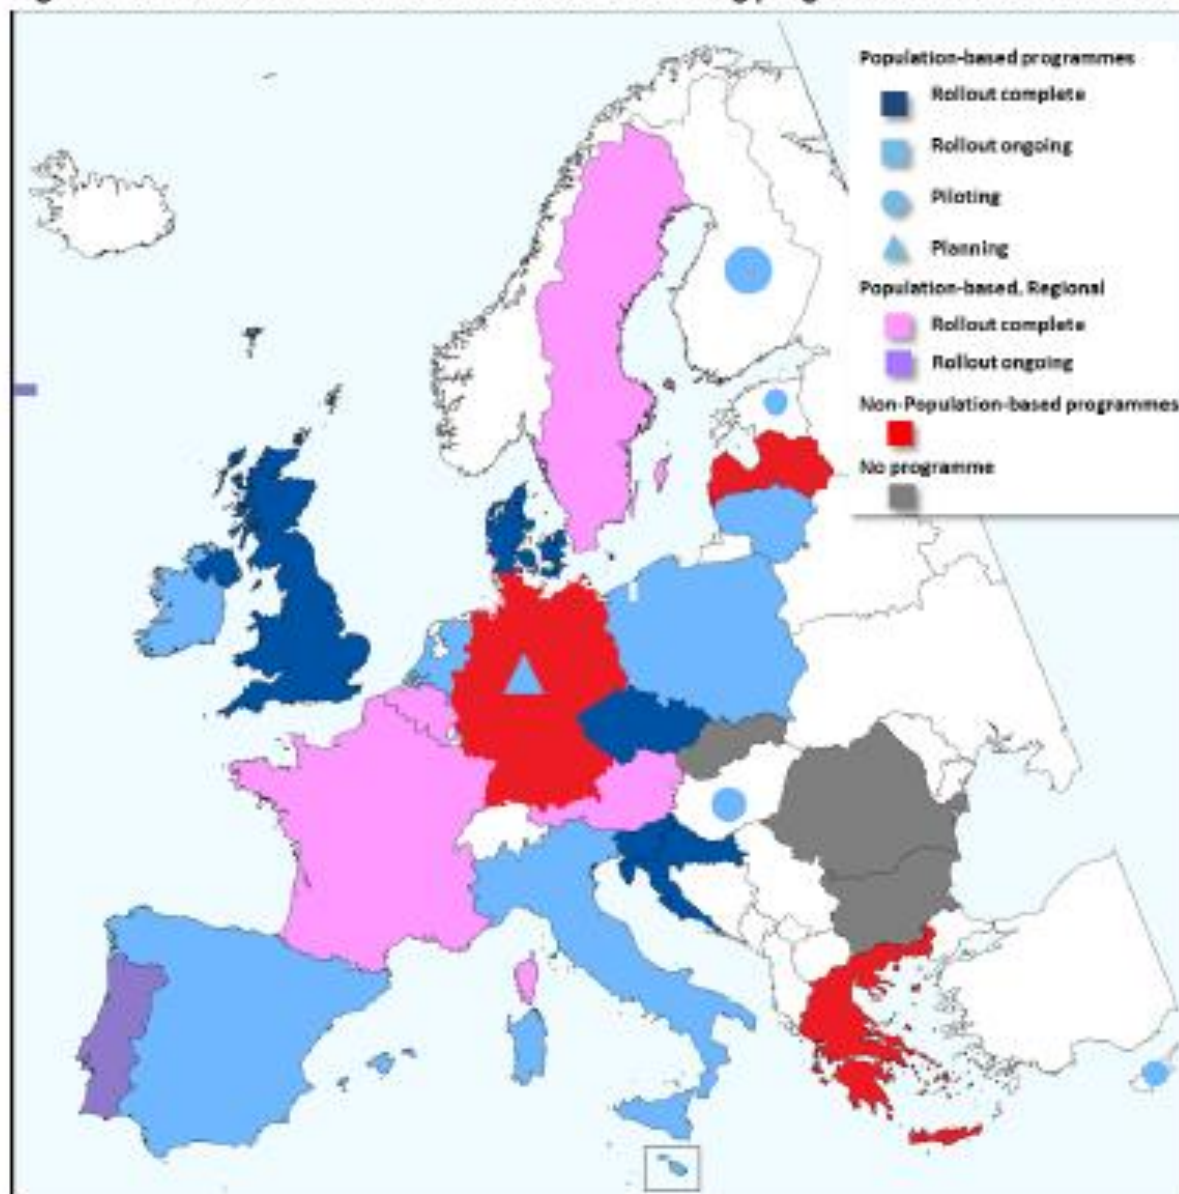 Population-based programmes
Rollout complete
Rollout ongoing
Piloting
Planning
Population-based, Regional
Rollout complete
Rollout ongoing
Non-Population-based programmes
No programme